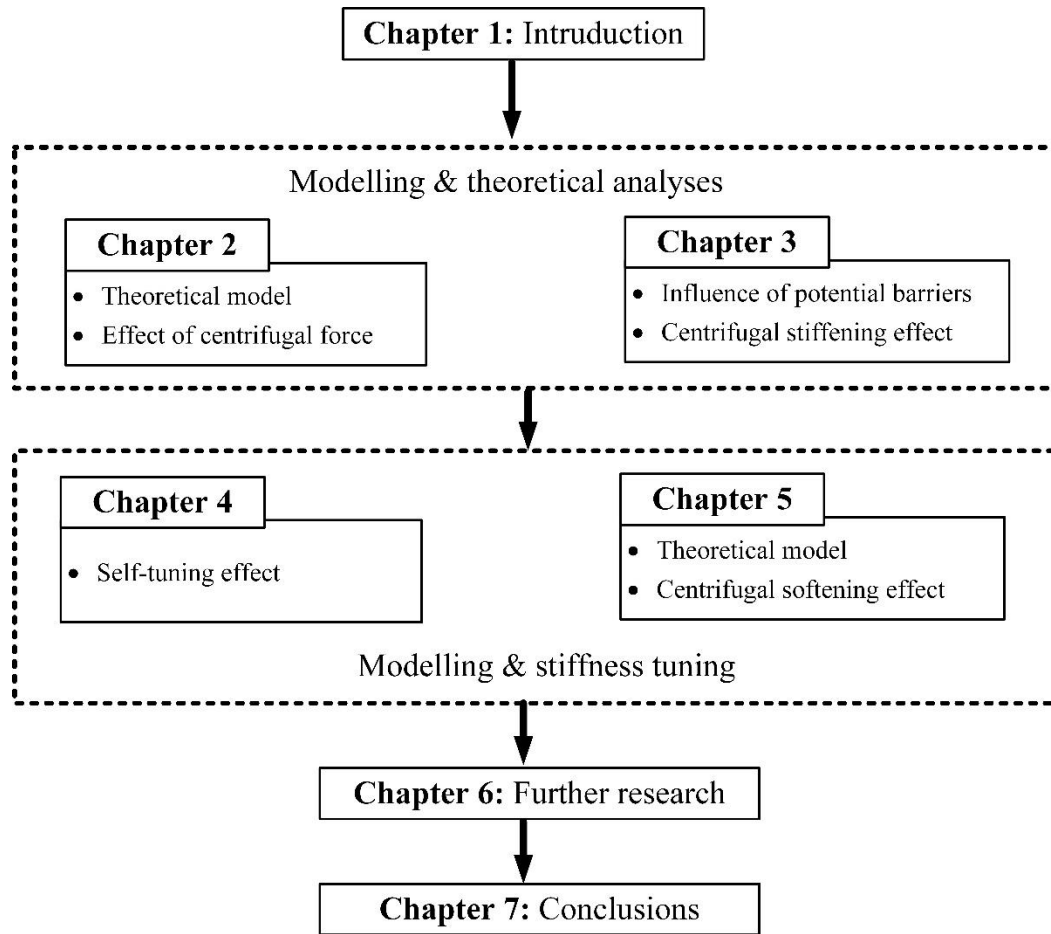 Chapter 1: Intruduction
Modelling & theoretical analyses
Chapter 2
• Theoretical model
• Effect of centrifugal force
Chapter 3
• Influence of potential barriers
• Centrifugal stiffening effect
Chapter 4
• Self-tuning effect
Chapter 5
• Theoretical model
• Centrifugal softening effect
Modelling & stiffness tuning
Chapter 6: Further research
Chapter 7: Conclusions